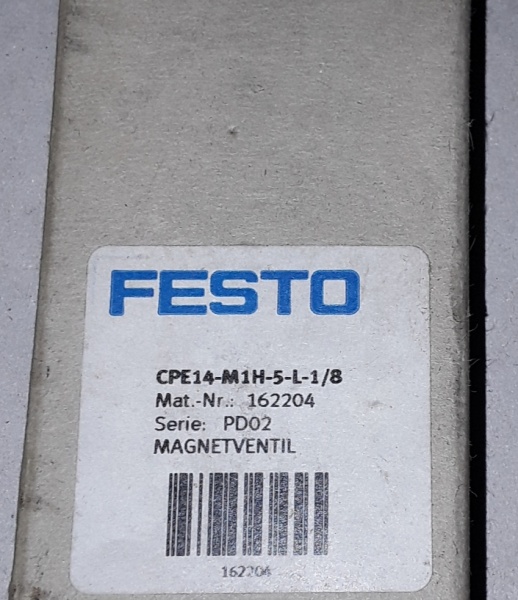 FESTO
CPE14-M1H-5-L-1/8
Mat.-Nr.: 162204
Serie: PD02
MAGNETVENTIL
162204